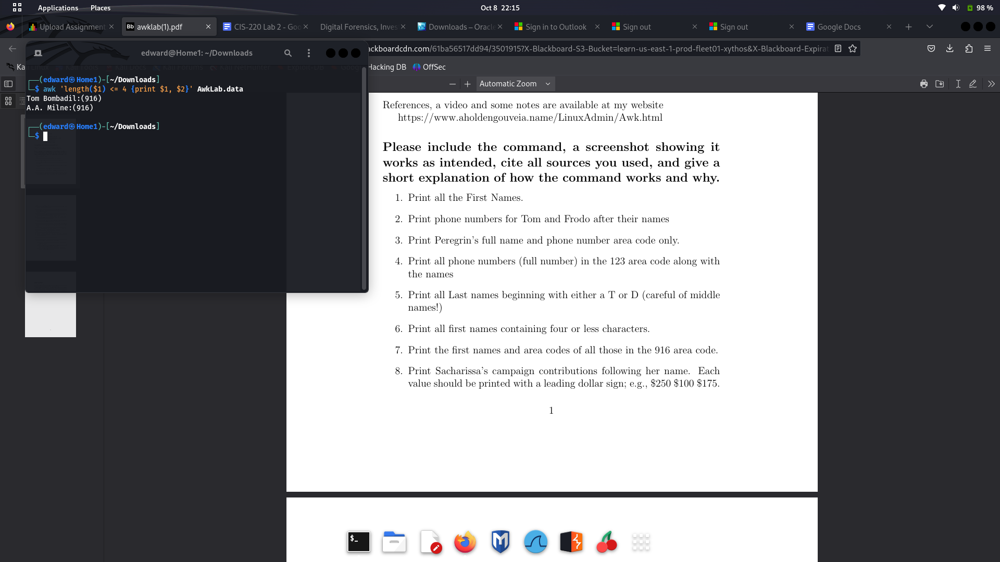 Applications Places
Oct 8 22:15
98 %
Upload Assignment
awklab(1).pdf
CIS-220 Lab 2 - Goo
Digital Forensics, Inves
Downloads – Oracle
Sign in to Outlook
Sign out
Sign out
Google Docs
edward@Home1: ~/Downloads
ackboardcdn.com/61ba56517dd94/3501915?X-Blackboard-S3-Bucket=learn-us-east-1-prod-fleet01-xythos&X-Blackboard-Expirat
Hacking DB OffSec
Automatic Zoom
(edward㉿Home1)-[~/Downloads]
$ awk 'length($1) <= 4 {print $1, $2}' AwkLab.data
Tom Bombadil:(916)
A.A. Milne:(916)
(edward㉿Home1)-[~/Downloads]
$
References, a video and some notes are available at my website
https://www.aholdengouveia.name/LinuxAdmin/Awk.html
Please include the command, a screenshot showing it
works as intended, cite all sources you used, and give a
short explanation of how the command works and why.
1. Print all the First Names.
2. Print phone numbers for Tom and Frodo after their names
3. Print Peregrin's full name and phone number area code only.
4. Print all phone numbers (full number) in the 123 area code along with
the names
5. Print all Last names beginning with either a T or D (careful of middle
names!)
6. Print all first names containing four or less characters.
7. Print the first names and area codes of all those in the 916 area code.
8. Print Sacharissa's campaign contributions following her name. Each
value should be printed with a leading dollar sign; e.g., $250 $100 $175.
1